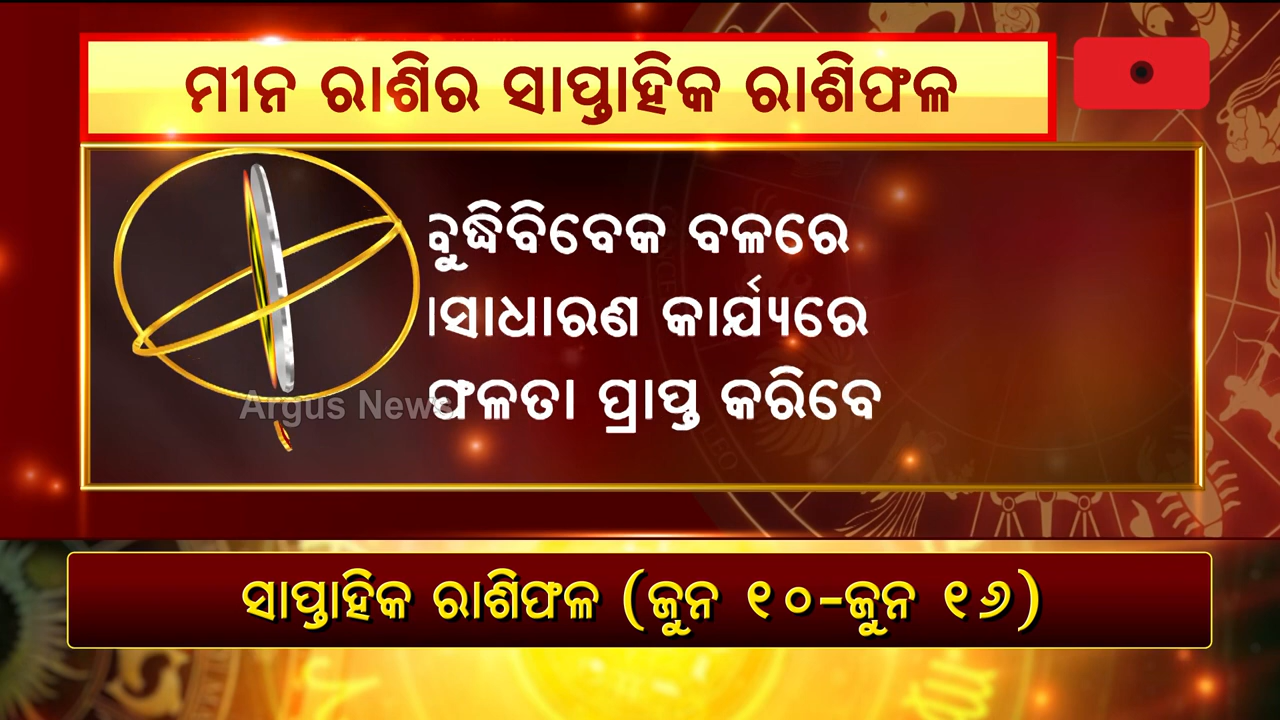 ମୀନ ରାଶିର ସାପ୍ତାହିକ ରାଶିଫଳ
ବୁଦ୍ଧିବିବେକ ବଳରେ
ାସାଧାରଣ କାର୍ଯ୍ୟରେ
ଫଳତା ପ୍ରାପ୍ତ କରିବେ
Argus News
ସାପ୍ତାହିକ ରାଶିଫଳ (ଜୁନ ୧୦-ଜୁନ ୧୬)